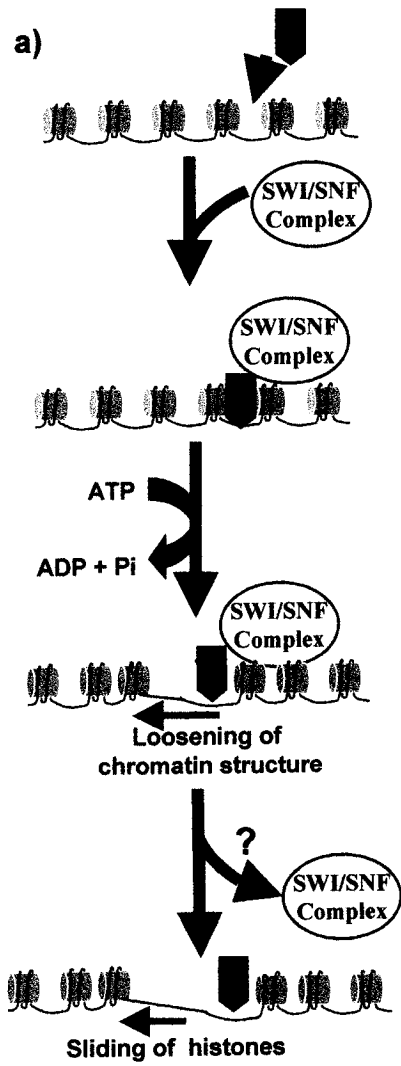 a)
SWI/SNF
Complex
SWI/SNF
Complex
ATP
ADP + Pi
SWI/SNF
Complex
Loosening of
chromatin structure
?
SWI/SNF
Complex
Sliding of histones